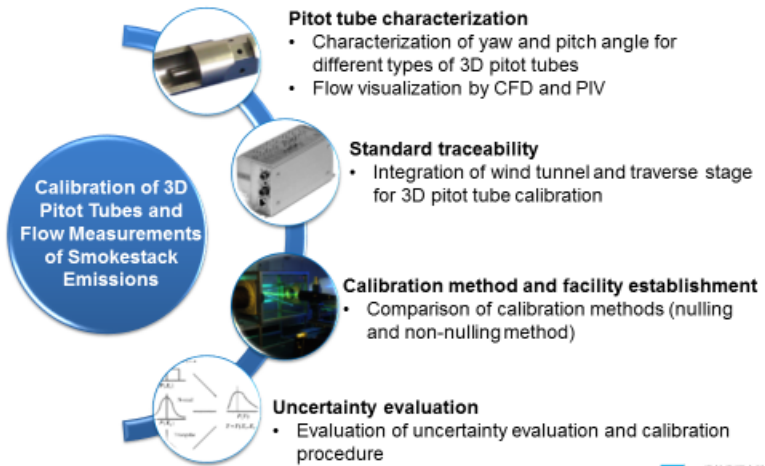 Pitot tube characterization
• Characterization of yaw and pitch angle for
different types of 3D pitot tubes
• Flow visualization by CFD and PIV
Standard traceability
• Integration of wind tunnel and traverse stage
for 3D pitot tube calibration
Calibration of 3D
Pitot Tubes and
Flow Measurements
of Smokestack
Emissions
Calibration method and facility establishment
• Comparison of calibration methods (nulling
and non-nulling method)
Uncertainty evaluation
• Evaluation of uncertainty evaluation and calibration
procedure